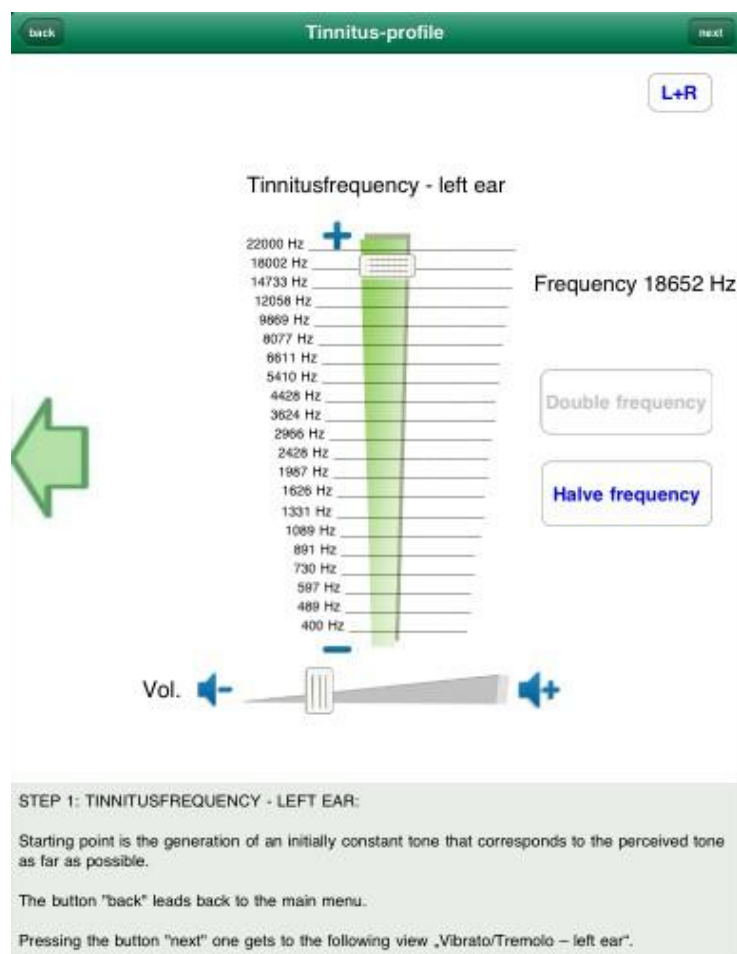 back
Tinnitus-profile
next
L+R
Tinnitusfrequency - left ear
22000 Hz
18002 Hz
14733 Hz
12058 Hz
9869 Hz
8077 Hz
6611 Hz
5410 Hz
4428 Hz
3624 Hz
2966 Hz
2428 Hz
1987 Hz
1626 Hz
1331 Hz
1089 Hz
891 Hz
730 Hz
597 Hz
489 Hz
400 Hz
Frequency 18652 Hz
Double frequency
Halve frequency
Vol.
STEP 1: TINNITUSFREQUENCY - LEFT EAR:
Starting point is the generation of an initially constant tone that corresponds to the perceived tone
as far as possible.
The button "back" leads back to the main menu.
Pressing the button "next" one gets to the following view „Vibrato/Tremolo – left ear“.